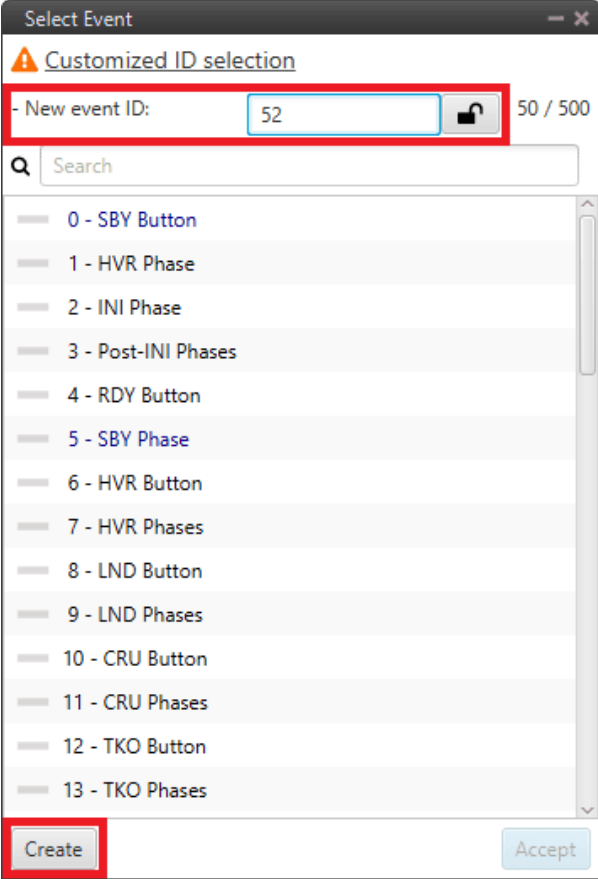 Select Event
Customized ID selection
- New event ID: 52 50 / 500
Search
0 - SBY Button
1 - HVR Phase
2 - INI Phase
3 - Post-INI Phases
4 - RDY Button
5 - SBY Phase
6 - HVR Button
7 - HVR Phases
8 - LND Button
9 - LND Phases
10 - CRU Button
11 - CRU Phases
12 - TKO Button
13 - TKO Phases
Create Accept